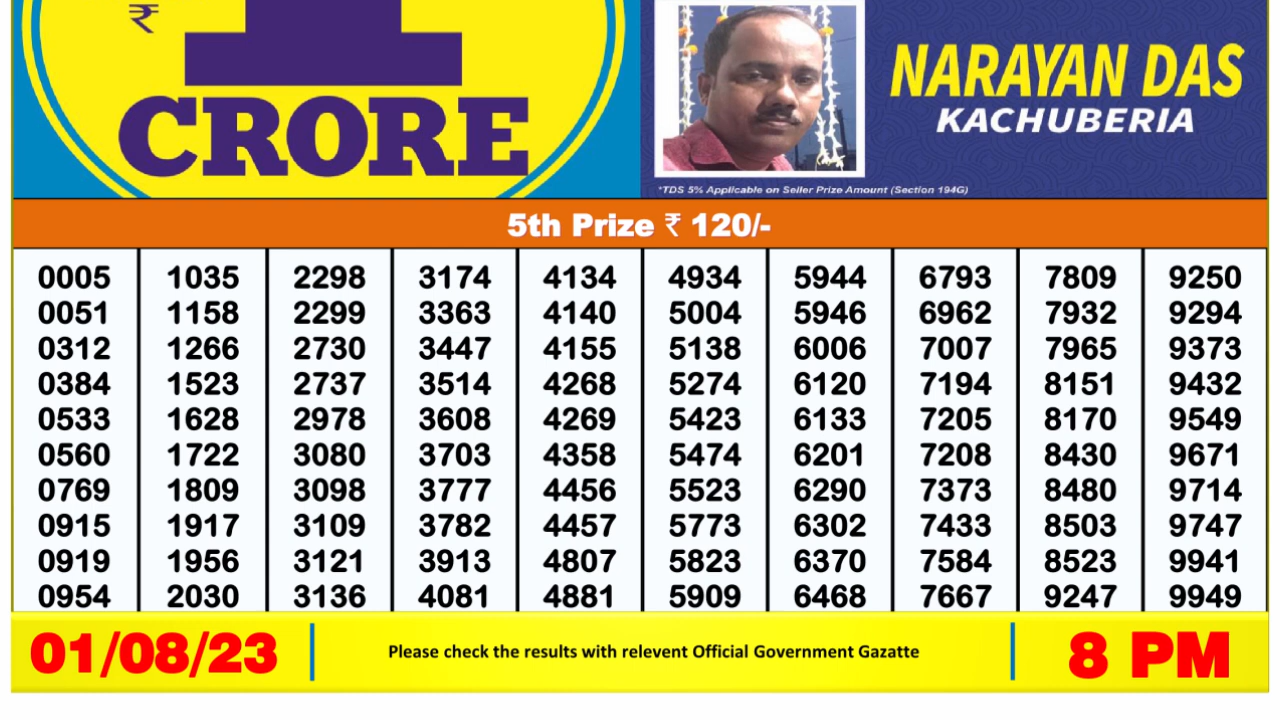 ₹
1
CRORE
NARAYAN DAS
KACHUBERIA
*TDS 5% Applicable on Seller Prize Amount (Section 194G)
5th Prize ₹ 120/-
0005 1035 2298 3174 4134 4934 5944 6793 7809 9250
0051 1158 2299 3363 4140 5004 5946 6962 7932 9294
0312 1266 2730 3447 4155 5138 6006 7007 7965 9373
0384 1523 2737 3514 4268 5274 6120 7194 8151 9432
0533 1628 2978 3608 4269 5423 6133 7205 8170 9549
0560 1722 3080 3703 4358 5474 6201 7208 8430 9671
0769 1809 3098 3777 4456 5523 6290 7373 8480 9714
0915 1917 3109 3782 4457 5773 6302 7433 8503 9747
0919 1956 3121 3913 4807 5823 6370 7584 8523 9941
0954 2030 3136 4081 4881 5909 6468 7667 9247 9949
01/08/23
Please check the results with relevent Official Government Gazatte
8 PM